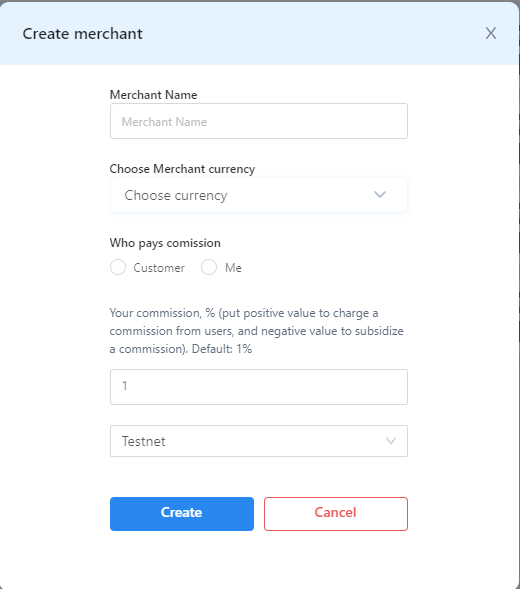 Create merchant
X
Merchant Name
Merchant Name
Choose Merchant currency
Choose currency
Who pays comission
Customer Me
Your commission, % (put positive value to charge a
commission from users, and negative value to subsidize
a commission). Default: 1%
1
Testnet
Create Cancel